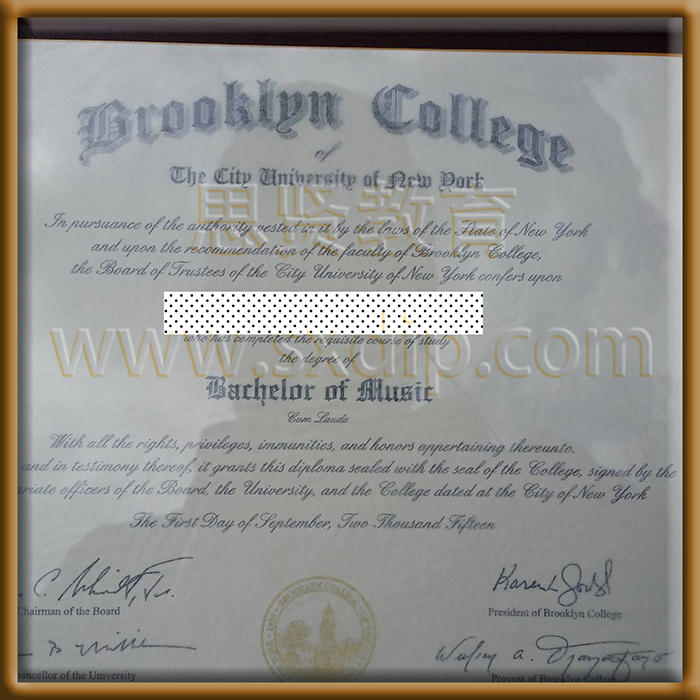 Brooklyn College
of
The City University of New York
思贤教育
In pursuance of the authority vested in it by the laws of the State of New York
and upon the recommendation of the faculty of Brooklyn College,
the Board of Trustees of the City University of New York confers upon
www.sxdip.com
who has completed the requisite course of study
the degree of
Bachelor of Music
Cum Laude
With all the rights, privileges, immunities, and honors appertaining thereunto.
and in testimony thereof, it grants this diploma sealed with the seal of the College, signed by the
riate officers of the Board, the University, and the College dated at the City of New York
The First Day of September, Two Thousand Fifteen
Chairman of the Board
President of Brooklyn College
BROOKLYN COLLEGE
1930
ancellor of the University
Provost of Brooklyn College